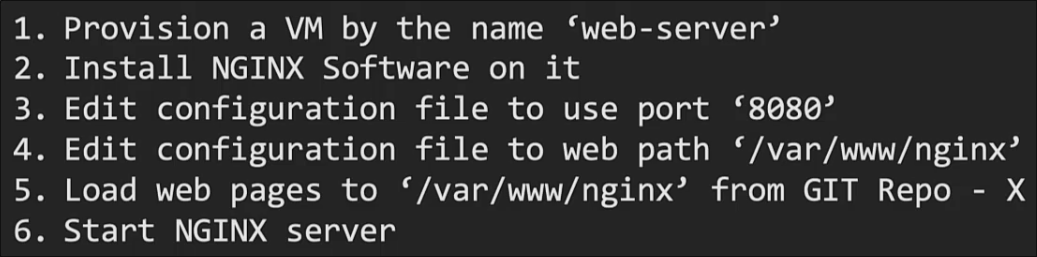 1. Provision a VM by the name ‘web-server’
2. Install NGINX Software on it
3. Edit configuration file to use port ‘8080’
4. Edit configuration file to web path ‘/var/www/nginx’
5. Load web pages to ‘/var/www/nginx’ from GIT Repo - X
6. Start NGINX server